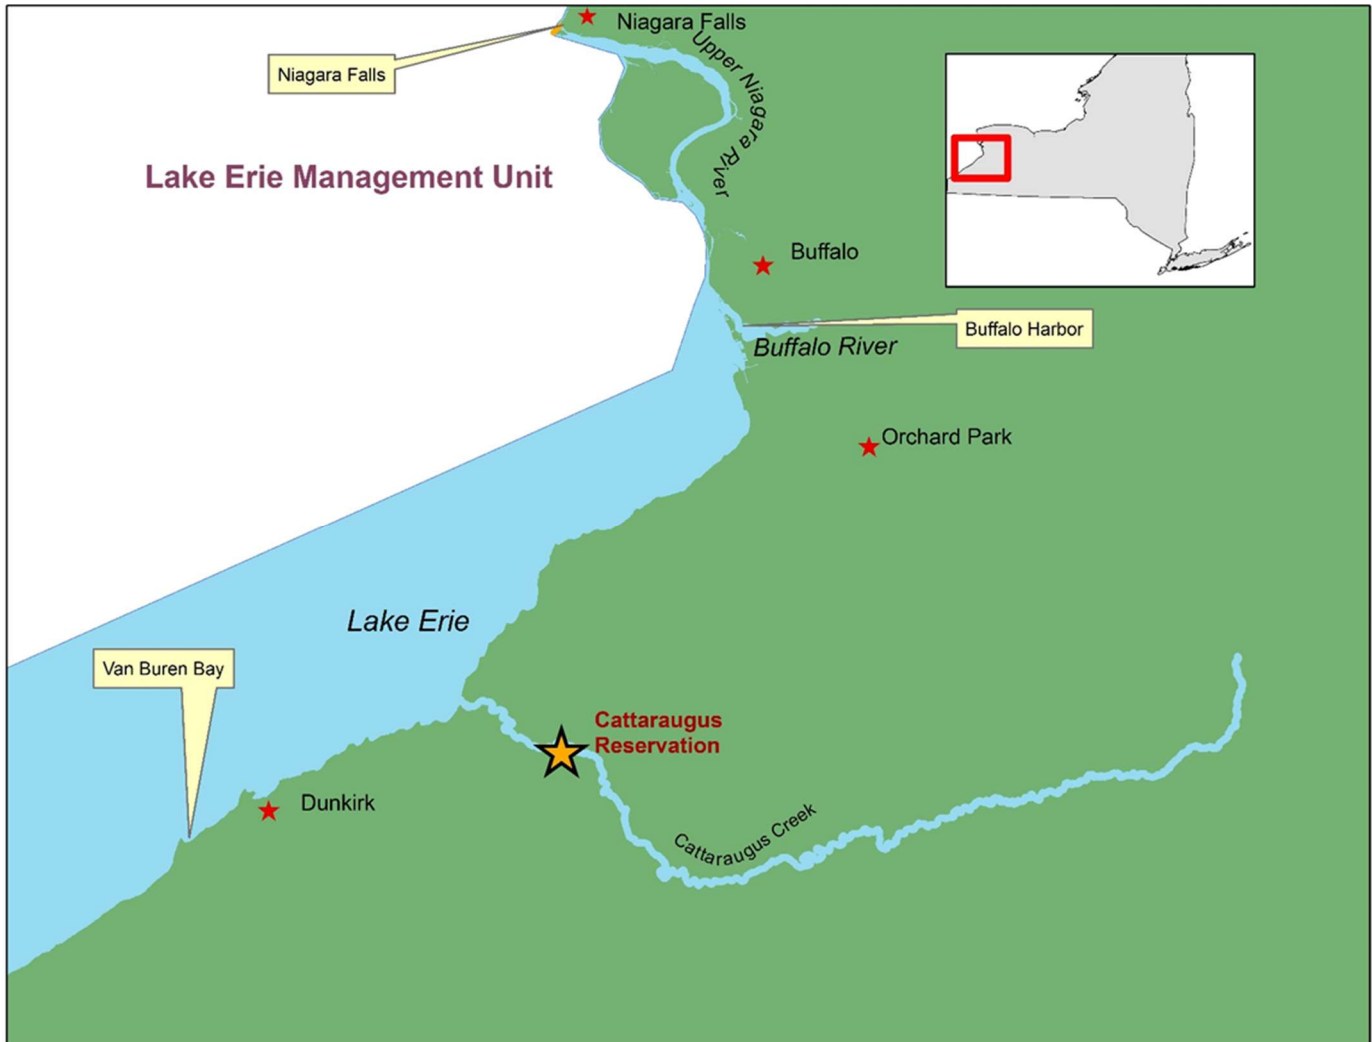 Niagara Falls
Niagara Falls
Upper Niagara River
Lake Erie Management Unit
Buffalo
Buffalo Harbor
Buffalo River
Orchard Park
Lake Erie
Van Buren Bay
Cattaraugus
Reservation
Dunkirk
Cattaraugus Creek